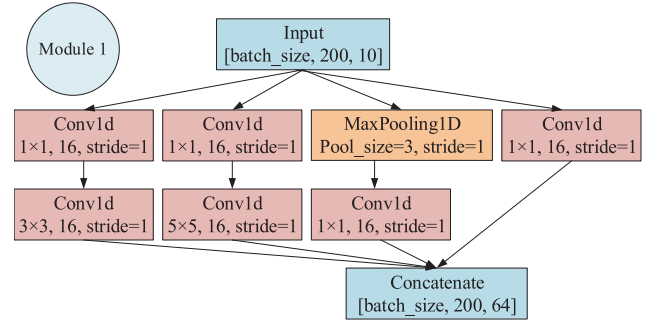 Module 1
Input
[batch_size, 200, 10]
Conv1d
1×1, 16, stride=1
Conv1d
1×1, 16, stride=1
MaxPooling1D
Pool_size=3, stride=1
Conv1d
1×1, 16, stride=1
Conv1d
3×3, 16, stride=1
Conv1d
5×5, 16, stride=1
Conv1d
1×1, 16, stride=1
Concatenate
[batch_size, 200, 64]